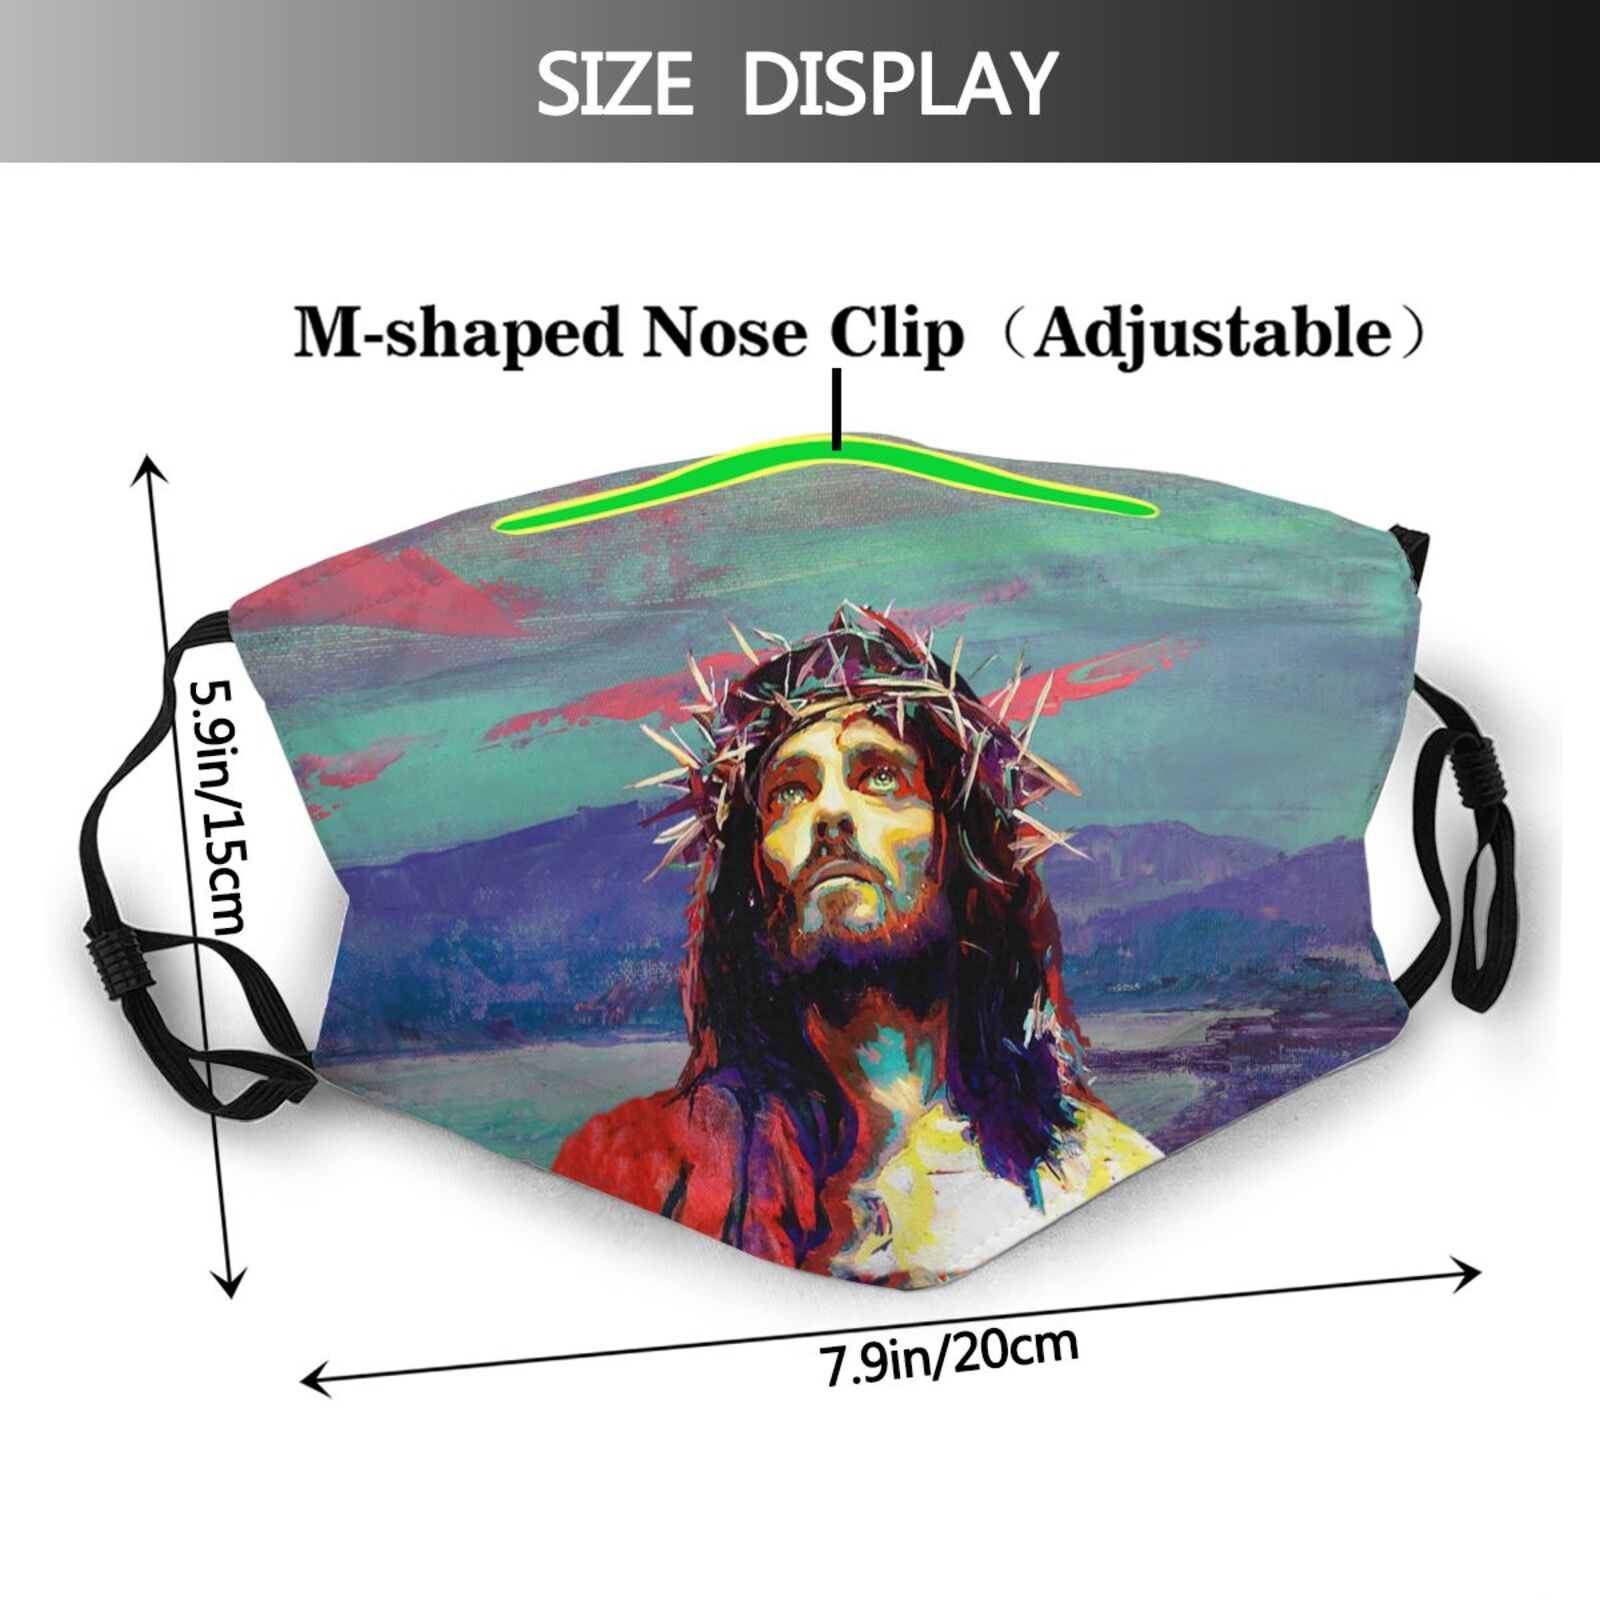 SIZE DISPLAY
M-shaped Nose Clip（Adjustable）
5.9in/15cm
7.9in/20cm